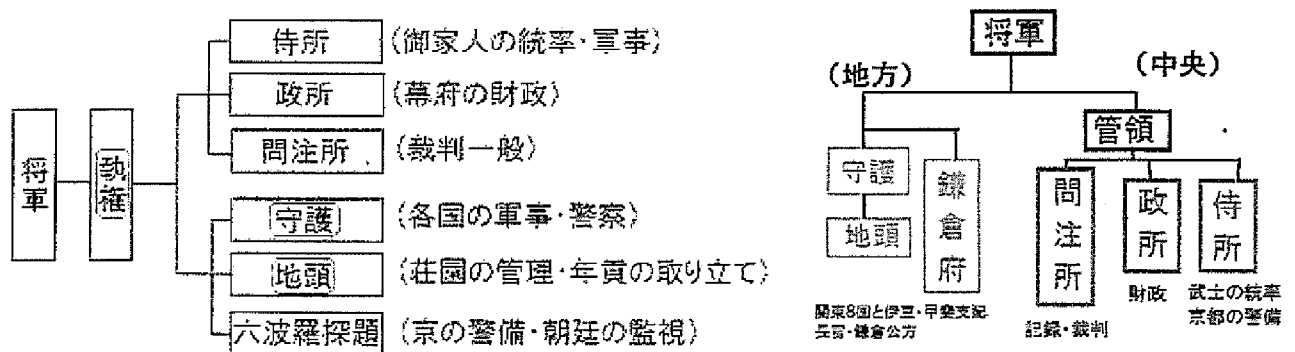 将軍
執権
侍所 (御家人の統率・軍事)
政所 (幕府の財政)
問注所 (裁判一般)
守護 (各国の軍事・警察)
地頭 (荘園の管理・年貢の取り立て)
六波羅探題 (京の警備・朝廷の監視)
将軍
(地方) (中央)
管領
守護
地頭
鎌倉府
関東8国と伊豆・甲斐支配
長官・鎌倉公方
問注所
記録・裁判
政所
財政
侍所
武士の統率
京都の警備